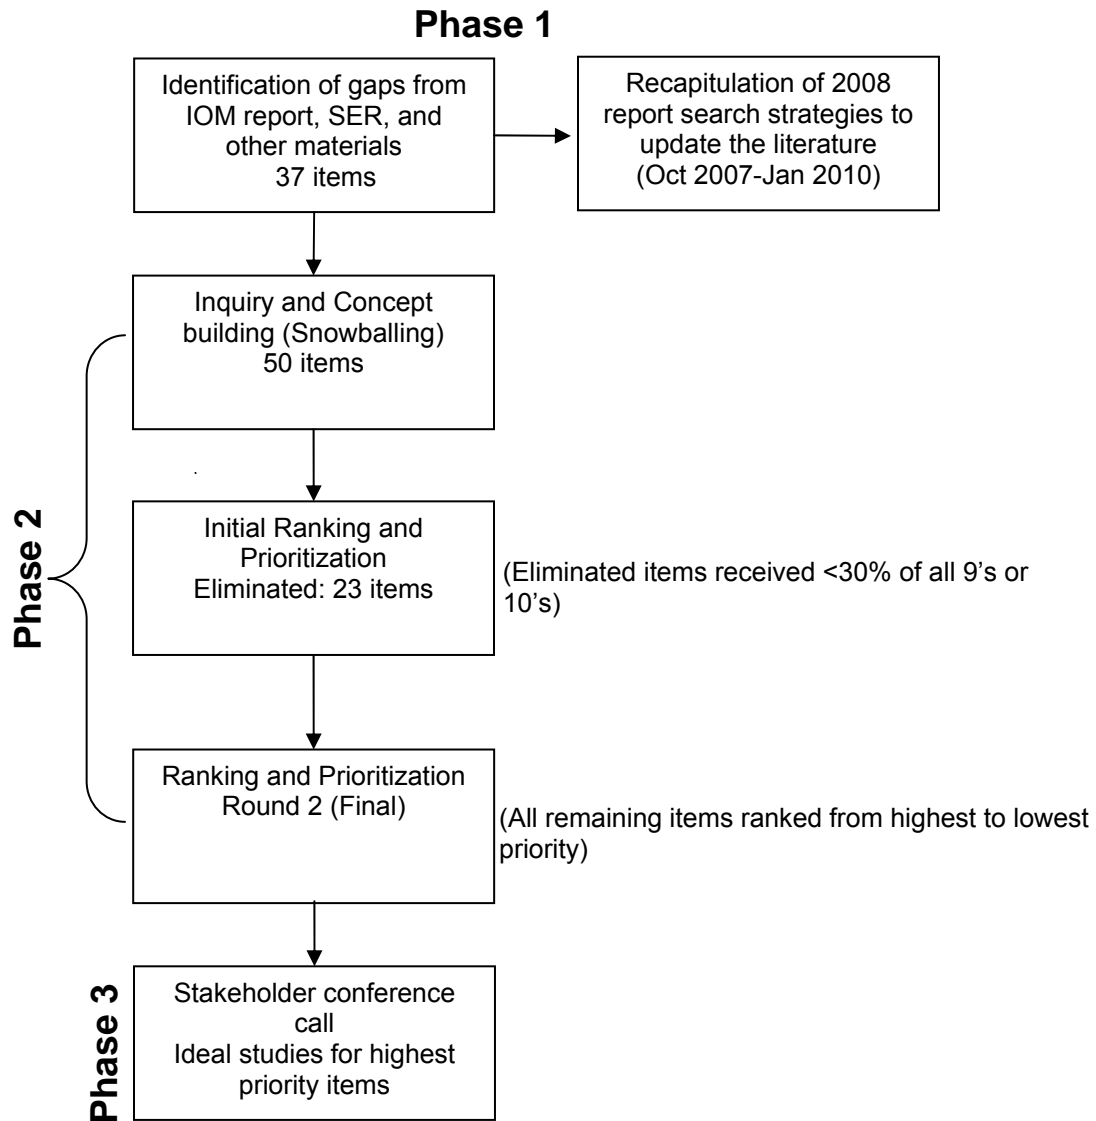 Phase 1
Identification of gaps from
IOM report, SER, and
other materials
37 items
Recapitulation of 2008
report search strategies to
update the literature
(Oct 2007-Jan 2010)
Phase 2
Inquiry and Concept
building (Snowballing)
50 items
.
Initial Ranking and
Prioritization
Eliminated: 23 items
(Eliminated items received <30% of all 9’s or
10’s)
Ranking and Prioritization
Round 2 (Final)
(All remaining items ranked from highest to lowest
priority)
Phase 3
Stakeholder conference
call
Ideal studies for highest
priority items